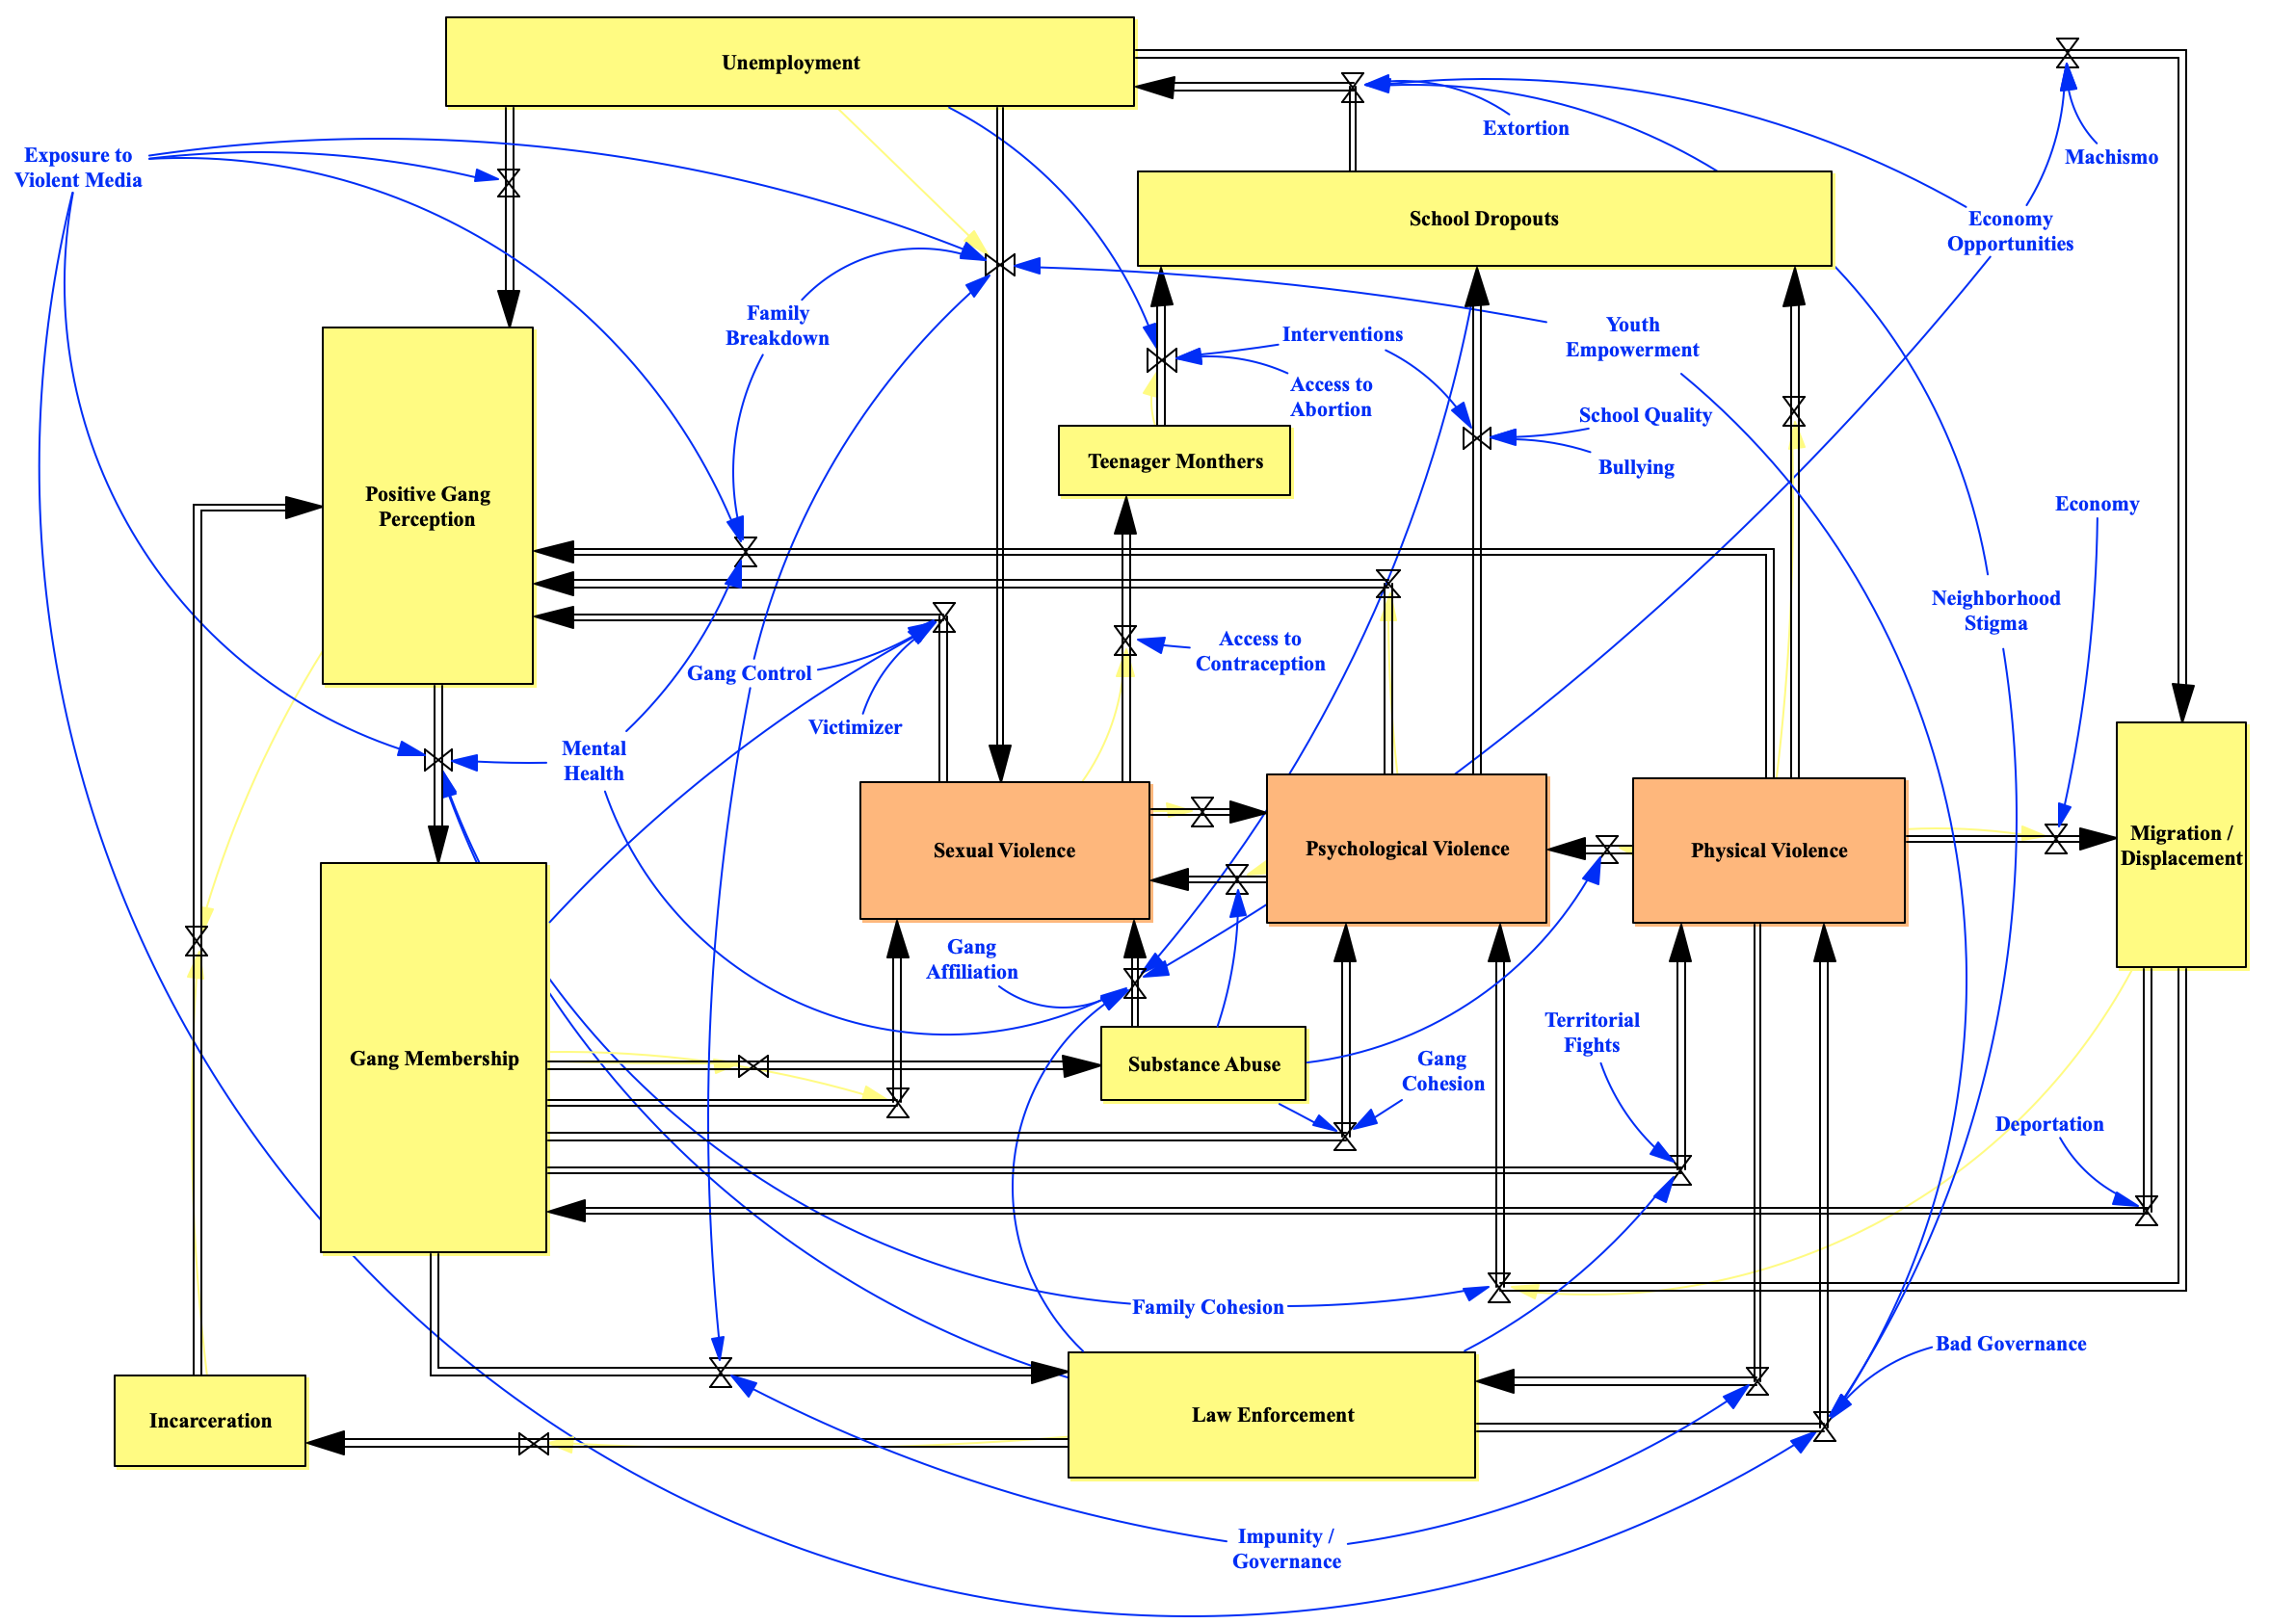 Unemployment
Extortion
Exposure to
Violent Media
Machismo
School Dropouts
Economy
Opportunities
Family
Breakdown
Interventions
Youth
Empowerment
Access to
Abortion
School Quality
Teenager Monthers
Bullying
Positive Gang
Perception
Economy
Neighborhood
Stigma
Access to
Contraception
Gang Control
Victimizer
Mental
Health
Sexual Violence
Psychological Violence
Physical Violence
Migration /
Displacement
Gang
Affiliation
Territorial
Fights
Gang Membership
Substance Abuse
Gang
Cohesion
Deportation
Family Cohesion
Bad Governance
Incarceration
Law Enforcement
Impunity /
Governance